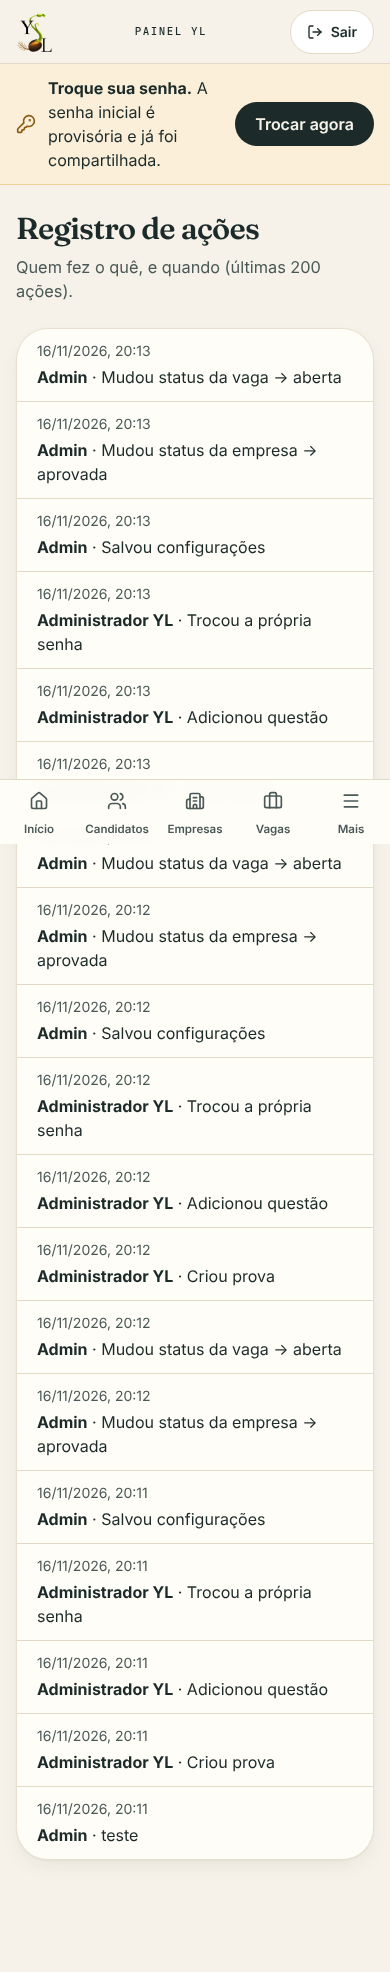 YSL
PAINEL YL
Sair
Troque sua senha. A
senha inicial é
provisória e já foi
compartilhada.
Trocar agora
Registro de ações
Quem fez o quê, e quando (últimas 200
ações).
16/11/2026, 20:13
Admin · Mudou status da vaga → aberta
16/11/2026, 20:13
Admin · Mudou status da empresa →
aprovada
16/11/2026, 20:13
Admin · Salvou configurações
16/11/2026, 20:13
Administrador YL · Trocou a própria
senha
16/11/2026, 20:13
Administrador YL · Adicionou questão
16/11/2026, 20:13
Início
Candidatos
Empresas
Vagas
Mais
Admin · Mudou status da vaga → aberta
16/11/2026, 20:12
Admin · Mudou status da empresa →
aprovada
16/11/2026, 20:12
Admin · Salvou configurações
16/11/2026, 20:12
Administrador YL · Trocou a própria
senha
16/11/2026, 20:12
Administrador YL · Adicionou questão
16/11/2026, 20:12
Administrador YL · Criou prova
16/11/2026, 20:12
Admin · Mudou status da vaga → aberta
16/11/2026, 20:12
Admin · Mudou status da empresa →
aprovada
16/11/2026, 20:11
Admin · Salvou configurações
16/11/2026, 20:11
Administrador YL · Trocou a própria
senha
16/11/2026, 20:11
Administrador YL · Adicionou questão
16/11/2026, 20:11
Administrador YL · Criou prova
16/11/2026, 20:11
Admin · teste